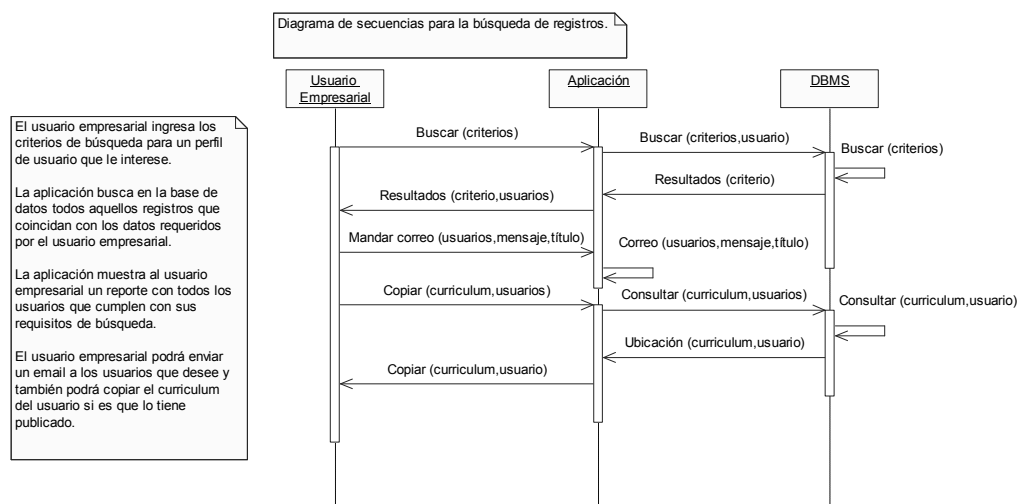 Diagrama de secuencias para la búsqueda de registros.
Usuario
Empresarial
Aplicación
DBMS
El usuario empresarial ingresa los
criterios de búsqueda para un perfil
de usuario que le interese.
La aplicación busca en la base de
datos todos aquellos registros que
coincidan con los datos requeridos
por el usuario empresarial.
La aplicación muestra al usuario
empresarial un reporte con todos los
usuarios que cumplen con sus
requisitos de búsqueda.
El usuario empresarial podrá enviar
un email a los usuarios que desee y
también podrá copiar el curriculum
del usuario si es que lo tiene
publicado.
Buscar (criterios)
Buscar (criterios,usuario)
Buscar (criterios)
Resultados (criterio)
Resultados (criterio,usuarios)
Mandar correo (usuarios,mensaje,título)
Correo (usuarios,mensaje,título)
Copiar (curriculum,usuarios)
Consultar (curriculum,usuarios)
Consultar (curriculum,usuario)
Ubicación (curriculum,usuario)
Copiar (curriculum,usuario)